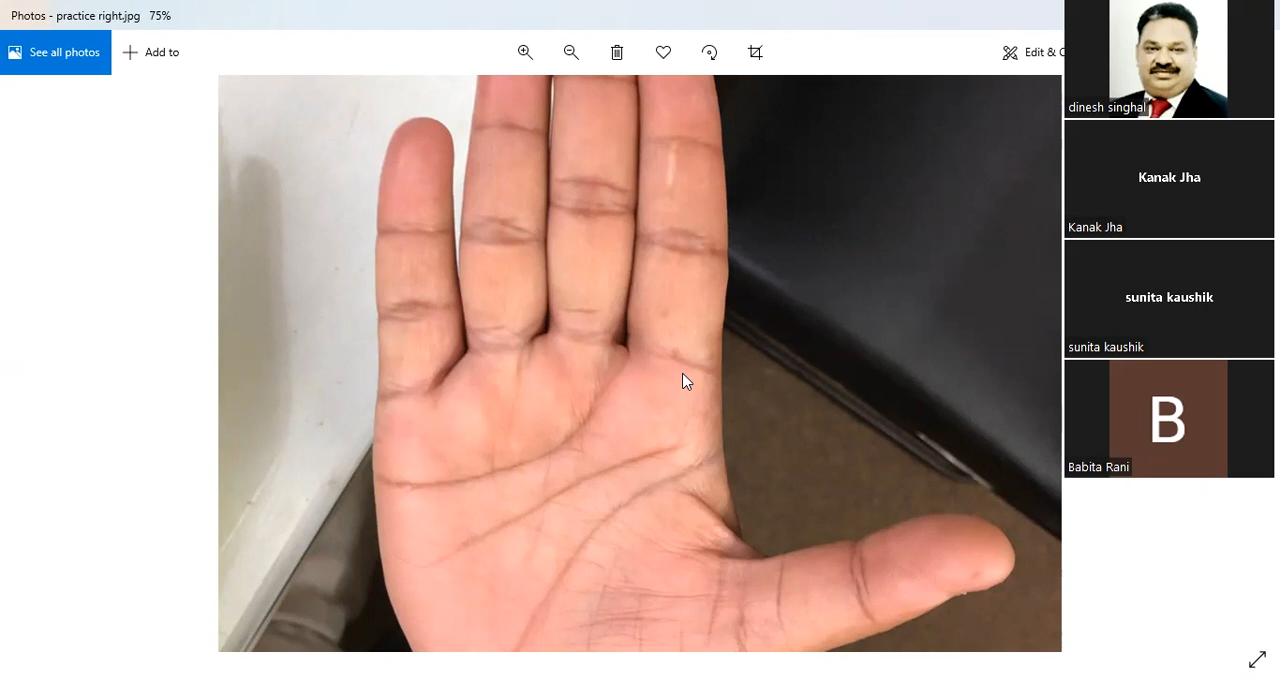 Photos - practice right.jpg 75%
See all photos
Add to
Edit & C
dinesh singhal
Kanak Jha
Kanak Jha
sunita kaushik
sunita kaushik
B
Babita Rani